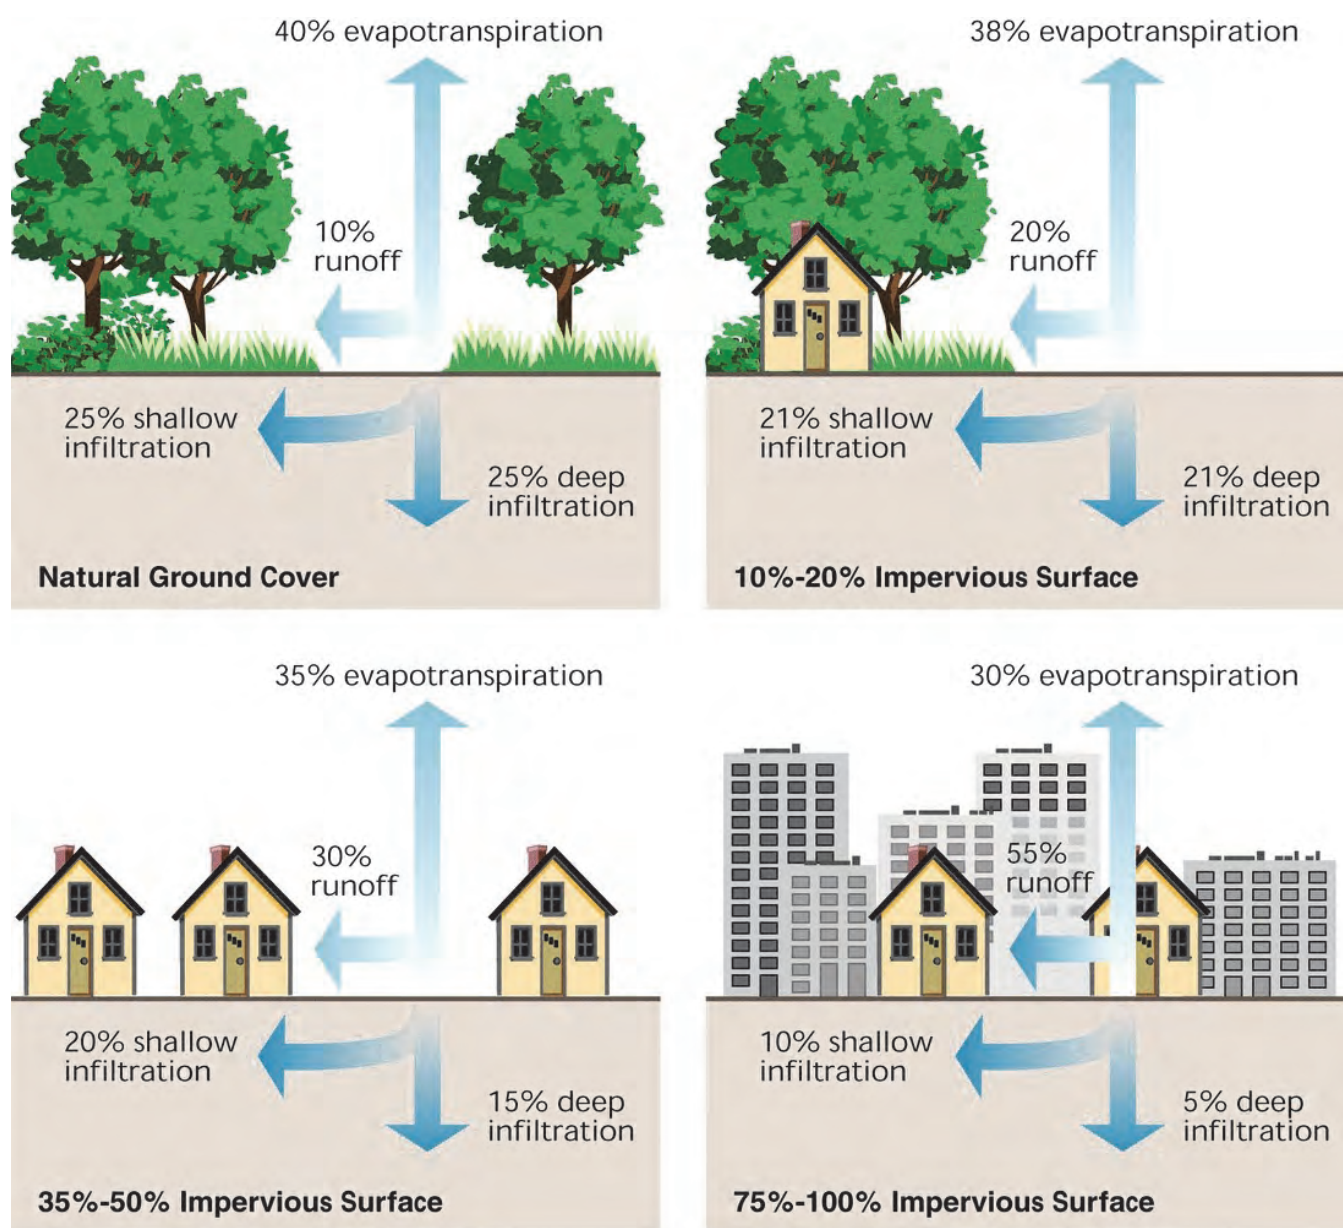 40% evapotranspiration
10%
runoff
25% shallow
infiltration
25% deep
infiltration
Natural Ground Cover
38% evapotranspiration
20%
runoff
21% shallow
infiltration
21% deep
infiltration
10%-20% Impervious Surface
35% evapotranspiration
30%
runoff
20% shallow
infiltration
15% deep
infiltration
35%-50% Impervious Surface
30% evapotranspiration
55%
runoff
10% shallow
infiltration
5% deep
infiltration
75%-100% Impervious Surface